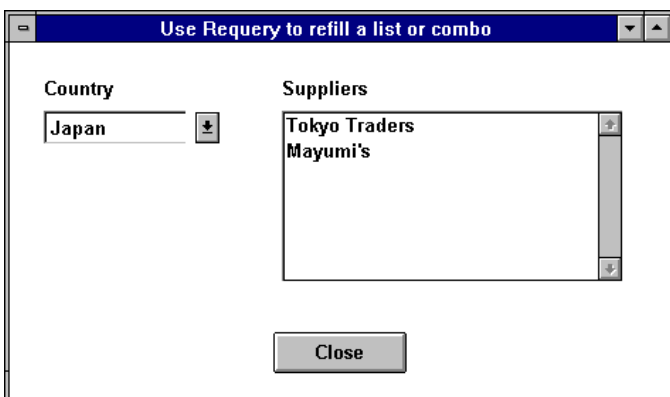 Use Requery to refill a list or combo
Country
Suppliers
Japan
Tokyo Traders
Mayumi's
Close